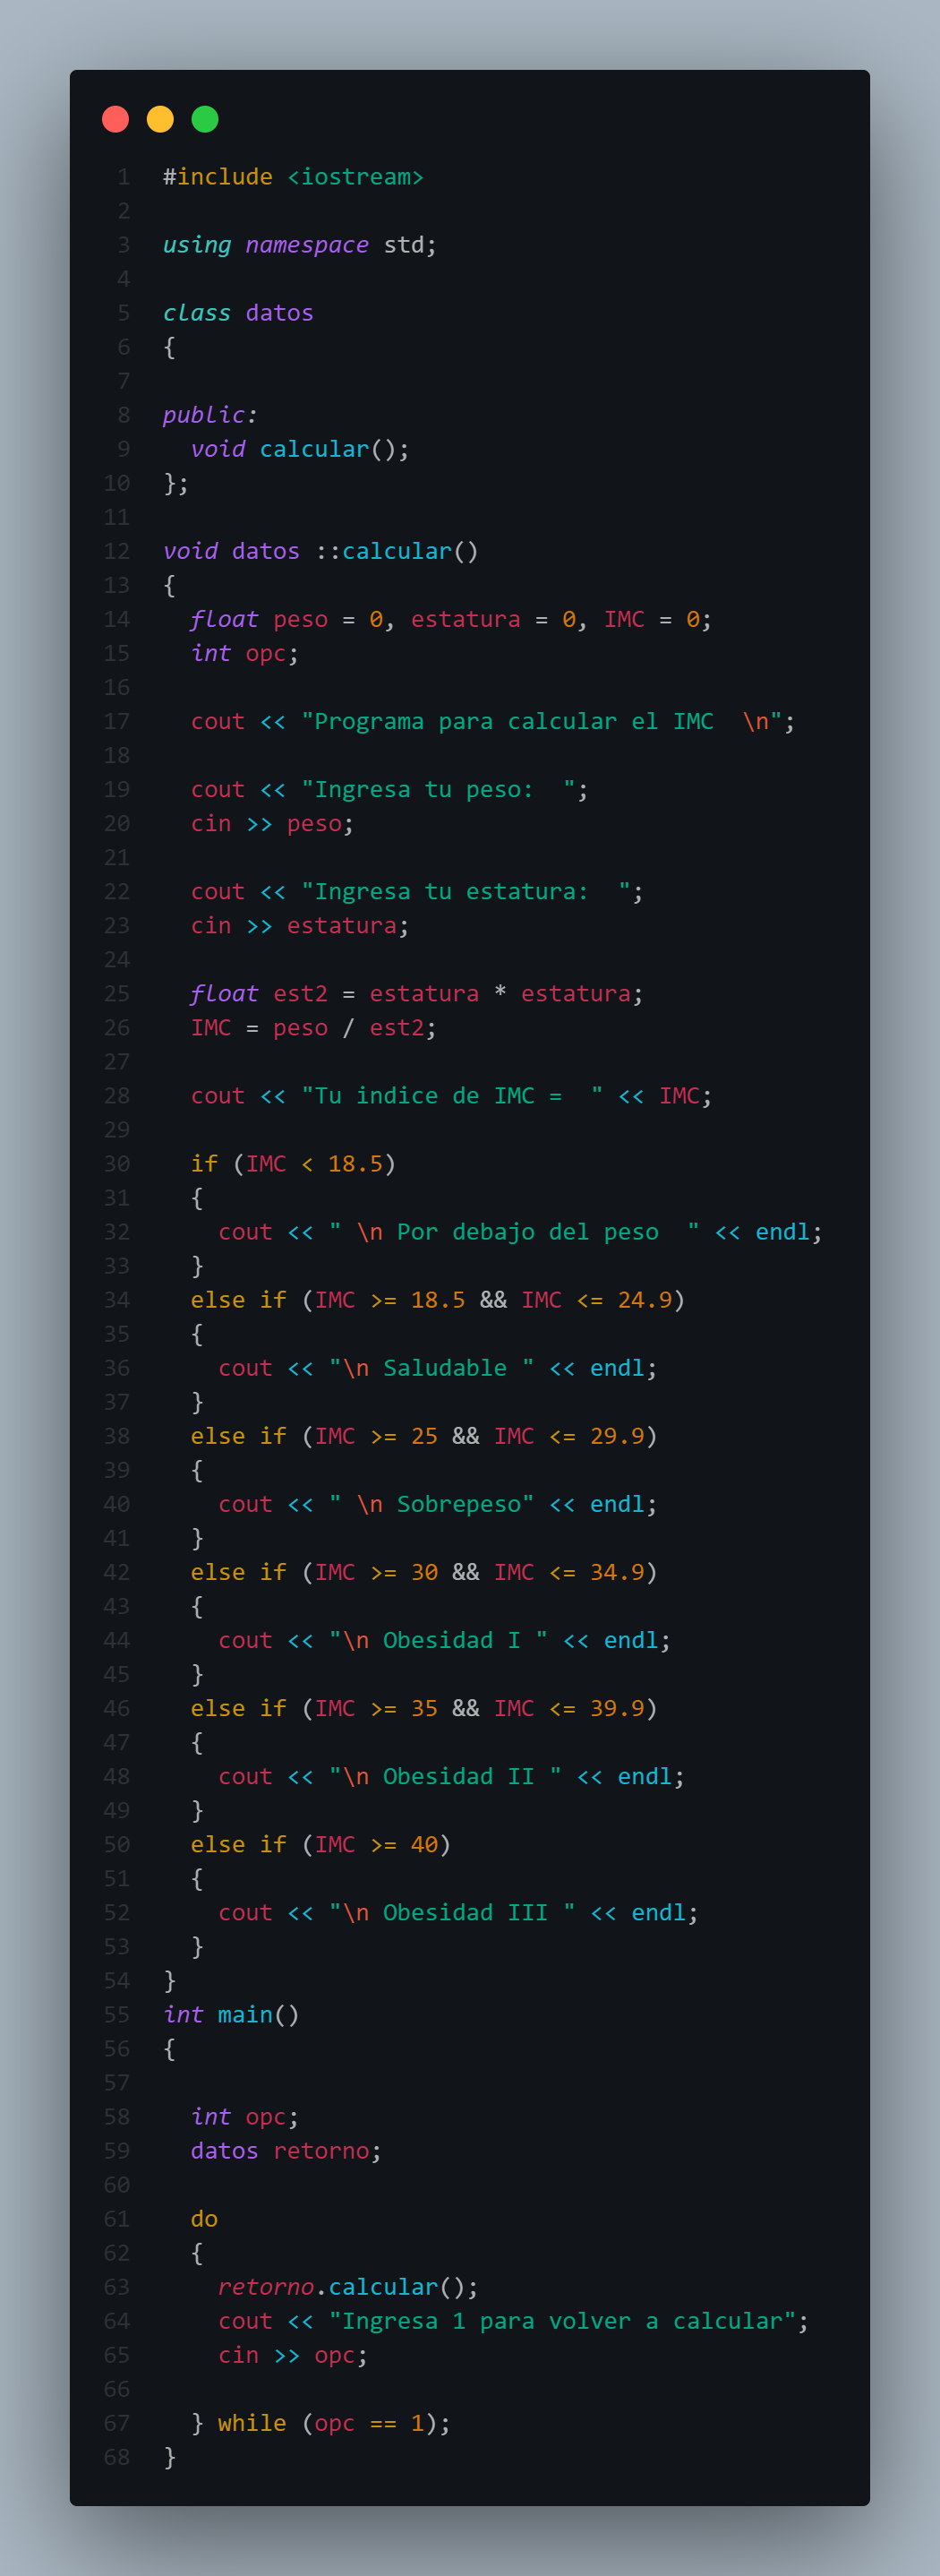 1 #include <iostream>
2
3 using namespace std;
4
5 class datos
6 {
7
8 public:
9   void calcular();
10 };
11
12 void datos ::calcular()
13 {
14   float peso = 0, estatura = 0, IMC = 0;
15   int opc;
16
17   cout << "Programa para calcular el IMC  \n";
18
19   cout << "Ingresa tu peso:  ";
20   cin >> peso;
21
22   cout << "Ingresa tu estatura:  ";
23   cin >> estatura;
24
25   float est2 = estatura * estatura;
26   IMC = peso / est2;
27
28   cout << "Tu indice de IMC =  " << IMC;
29
30   if (IMC < 18.5)
31   {
32     cout << " \n Por debajo del peso  " << endl;
33   }
34   else if (IMC >= 18.5 && IMC <= 24.9)
35   {
36     cout << "\n Saludable " << endl;
37   }
38   else if (IMC >= 25 && IMC <= 29.9)
39   {
40     cout << " \n Sobrepeso" << endl;
41   }
42   else if (IMC >= 30 && IMC <= 34.9)
43   {
44     cout << "\n Obesidad I " << endl;
45   }
46   else if (IMC >= 35 && IMC <= 39.9)
47   {
48     cout << "\n Obesidad II " << endl;
49   }
50   else if (IMC >= 40)
51   {
52     cout << "\n Obesidad III " << endl;
53   }
54 }
55 int main()
56 {
57
58   int opc;
59   datos retorno;
60
61   do
62   {
63     retorno.calcular();
64     cout << "Ingresa 1 para volver a calcular";
65     cin >> opc;
66
67   } while (opc == 1);
68 }